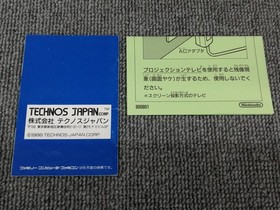 TECHNOS JAPAN CORP.
株式会社 テクノスジャパン
©1986 TECHNOS JAPAN CORP.
ACアダプタ
プロジェクションテレビを使用すると残像現
象(画面ヤケ)が生ずるため、使用しないでく
ださい。
※スクリーン投影方式のテレビ
Nintendo